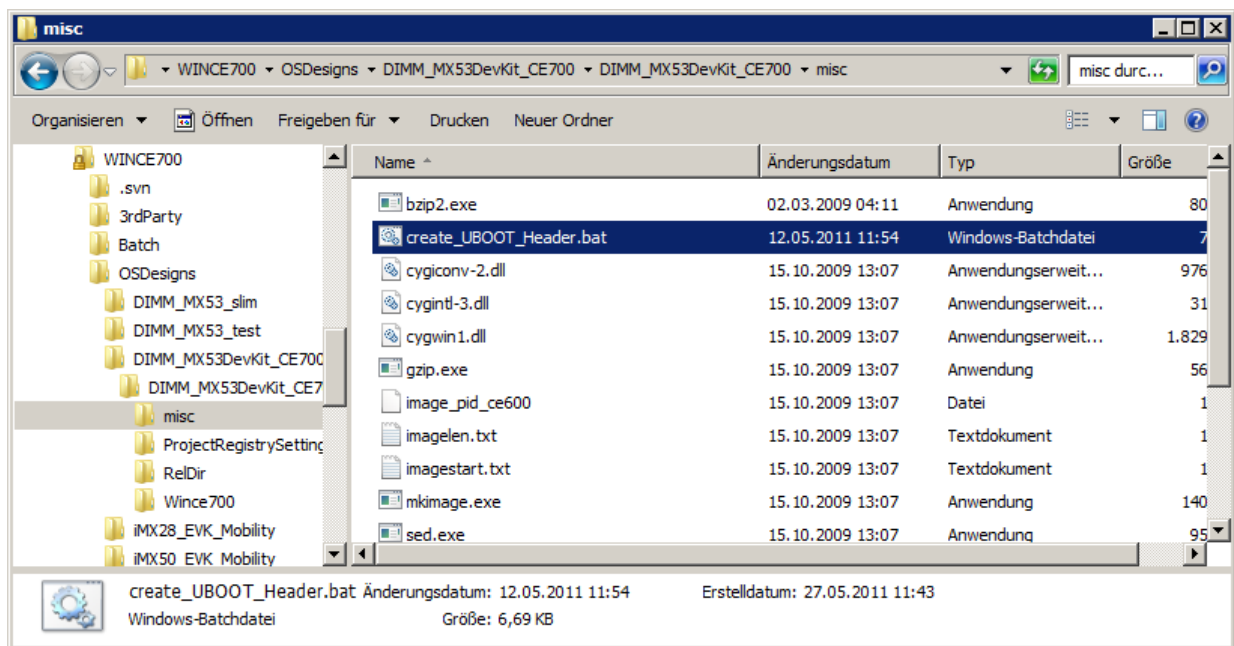 misc
WINCE700 OSDesigns DIMM_MX53DevKit_CE700 DIMM_MX53DevKit_CE700 misc misc durc...
Organisieren Öffnen Freigeben für Drucken Neuer Ordner
WINCE700
.svn
3rdParty
Batch
OSDesigns
DIMM_MX53_slim
DIMM_MX53_test
DIMM_MX53DevKit_CE700
DIMM_MX53DevKit_CE7
misc
ProjectRegistrySetting
RelDir
Wince700
iMX28_EVK_Mobility
iMX50_EVK_Mobility
Name Änderungsdatum Typ Größe
bzip2.exe 02.03.2009 04:11 Anwendung 80
create_UBOOT_Header.bat 12.05.2011 11:54 Windows-Batchdatei 7
cygiconv-2.dll 15.10.2009 13:07 Anwendungserweit... 976
cygintl-3.dll 15.10.2009 13:07 Anwendungserweit... 31
cygwin1.dll 15.10.2009 13:07 Anwendungserweit... 1.829
gzip.exe 15.10.2009 13:07 Anwendung 56
image_pid_ce600 15.10.2009 13:07 Datei 1
imagelen.txt 15.10.2009 13:07 Textdokument 1
imagestart.txt 15.10.2009 13:07 Textdokument 1
mkimage.exe 15.10.2009 13:07 Anwendung 140
sed.exe 15.10.2009 13:07 Anwendung 95
create_UBOOT_Header.bat Änderungsdatum: 12.05.2011 11:54 Erstelldatum: 27.05.2011 11:43
Windows-Batchdatei Größe: 6,69 KB